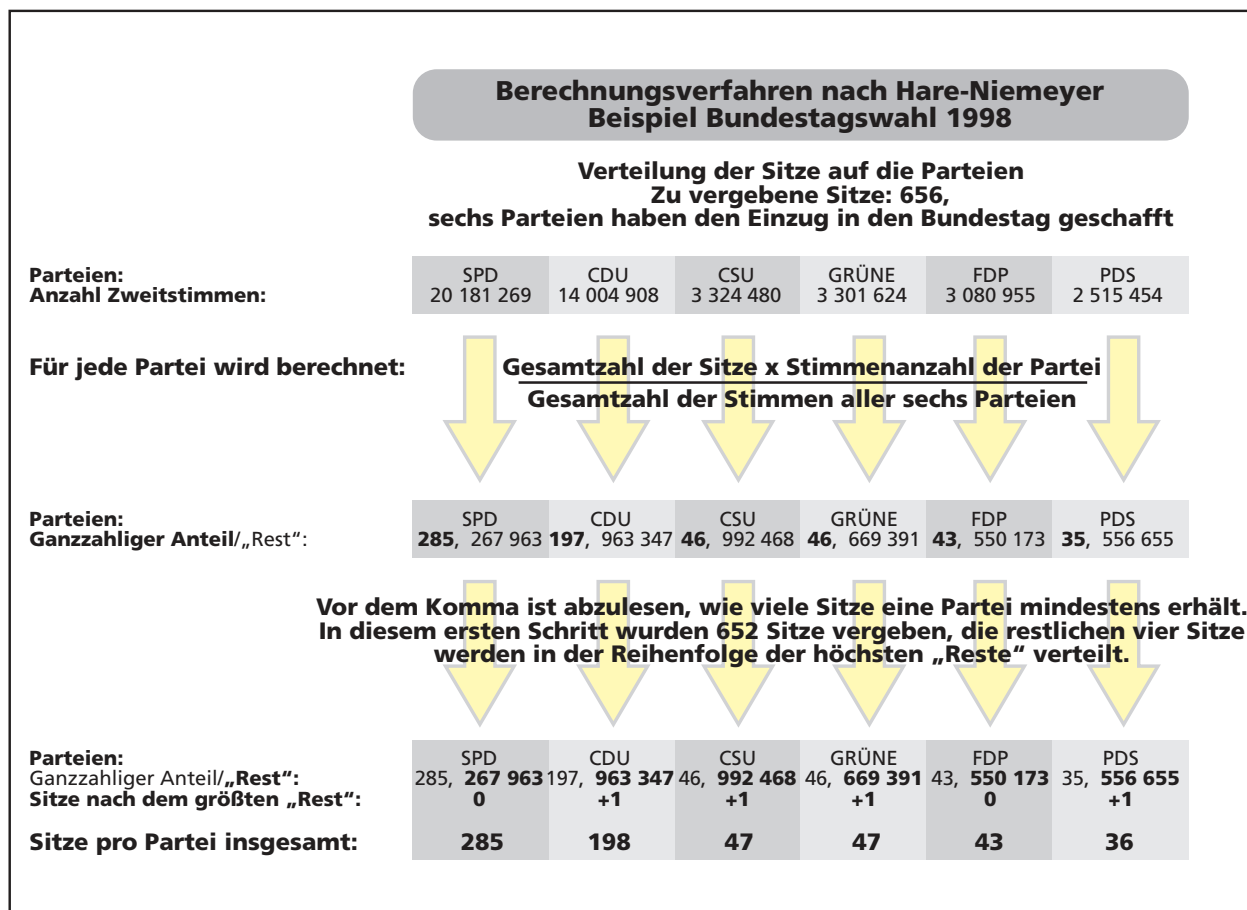 Berechnungsverfahren nach Hare-Niemeyer
Beispiel Bundestagswahl 1998
Verteilung der Sitze auf die Parteien
Zu vergebene Sitze: 656,
sechs Parteien haben den Einzug in den Bundestag geschafft
Parteien: SPD CDU CSU GRÜNE FDP PDS
Anzahl Zweitstimmen: 20 181 269 14 004 908 3 324 480 3 301 624 3 080 955 2 515 454
Für jede Partei wird berechnet: Gesamtzahl der Sitze x Stimmenanzahl der Partei
Gesamtzahl der Stimmen aller sechs Parteien
Parteien: SPD CDU CSU GRÜNE FDP PDS
Ganzzahliger Anteil/„Rest“: 285, 267 963 197, 963 347 46, 992 468 46, 669 391 43, 550 173 35, 556 655
Vor dem Komma ist abzulesen, wie viele Sitze eine Partei mindestens erhält.
In diesem ersten Schritt wurden 652 Sitze vergeben, die restlichen vier Sitze
werden in der Reihenfolge der höchsten „Reste“ verteilt.
Parteien: SPD CDU CSU GRÜNE FDP PDS
Ganzzahliger Anteil/„Rest“: 285, 267 963 197, 963 347 46, 992 468 46, 669 391 43, 550 173 35, 556 655
Sitze nach dem größten „Rest“: 0 +1 +1 +1 0 +1
Sitze pro Partei insgesamt: 285 198 47 47 43 36